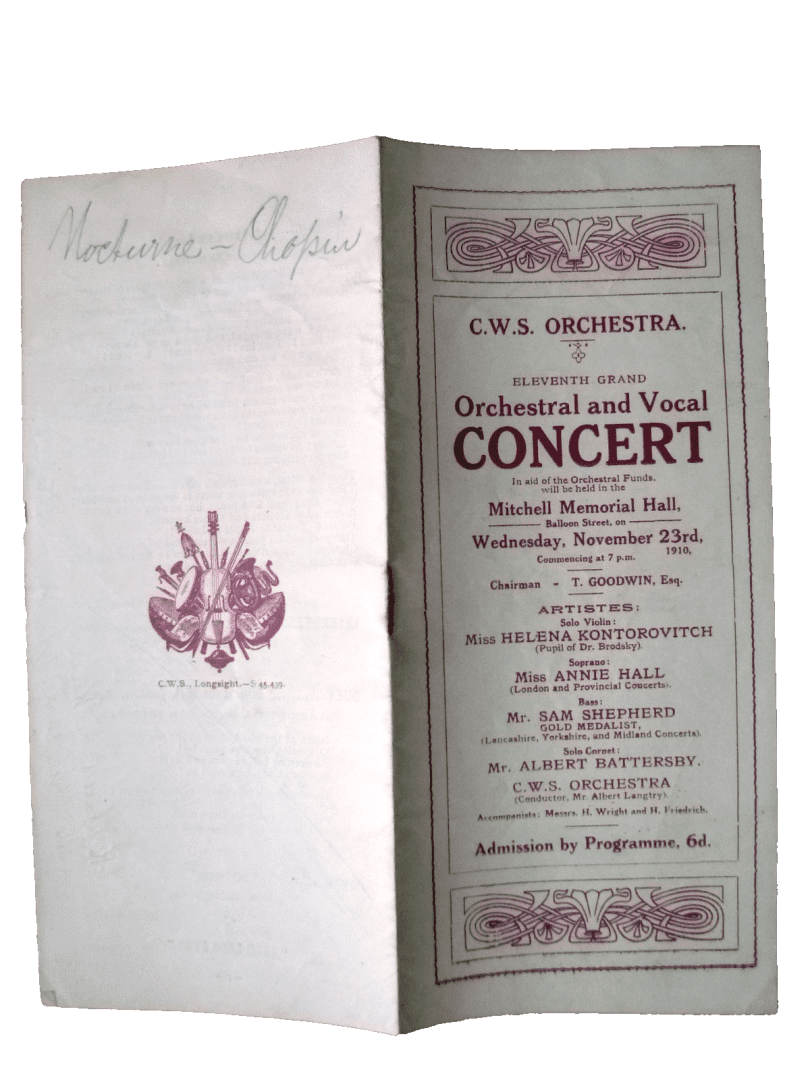 Nocturne – Chopin
C.W.S., Longsight.—S 45,439.
C.W.S. ORCHESTRA.
ELEVENTH GRAND
Orchestral and Vocal
CONCERT
In aid of the Orchestral Funds,
will be held in the
Mitchell Memorial Hall,
Balloon Street, on
Wednesday, November 23rd,
1910,
Commencing at 7 p.m.
Chairman - T. GOODWIN, Esq.
ARTISTES:
Solo Violin:
Miss HELENA KONTOROVITCH
(Pupil of Dr. Brodsky).
Soprano:
Miss ANNIE HALL
(London and Provincial Concerts).
Bass:
Mr. SAM SHEPHERD
GOLD MEDALIST,
(Lancashire, Yorkshire, and Midland Concerts).
Solo Cornet:
Mr. ALBERT BATTERSBY.
C.W.S. ORCHESTRA
(Conductor, Mr. Albert Langtry).
Accompanists: Messrs. H. Wright and H. Friedrich.
Admission by Programme, 6d.